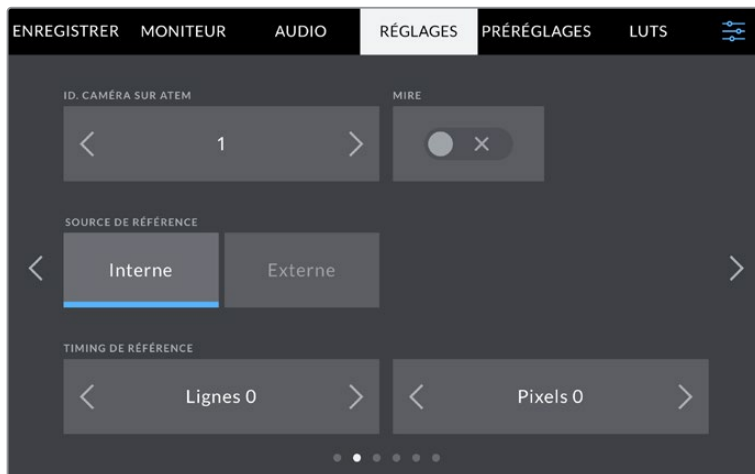 ENREGISTRER MONITEUR AUDIO RÉGLAGES PRÉRÉGLAGES LUTS
ID. CAMÉRA SUR ATEM MIRE
1
SOURCE DE RÉFÉRENCE
Interne Externe
TIMING DE RÉFÉRENCE
Lignes 0 Pixels 0